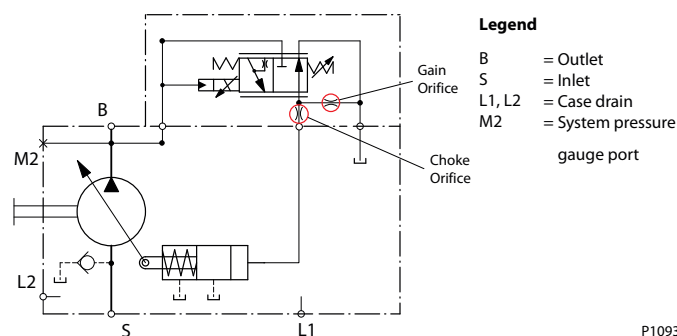 Legend
B = Outlet
S = Inlet
L1, L2 = Case drain
M2 = System pressure
gauge port
Gain
Orifice
Choke
Orifice
B
M2
L2
S
L1
P1093